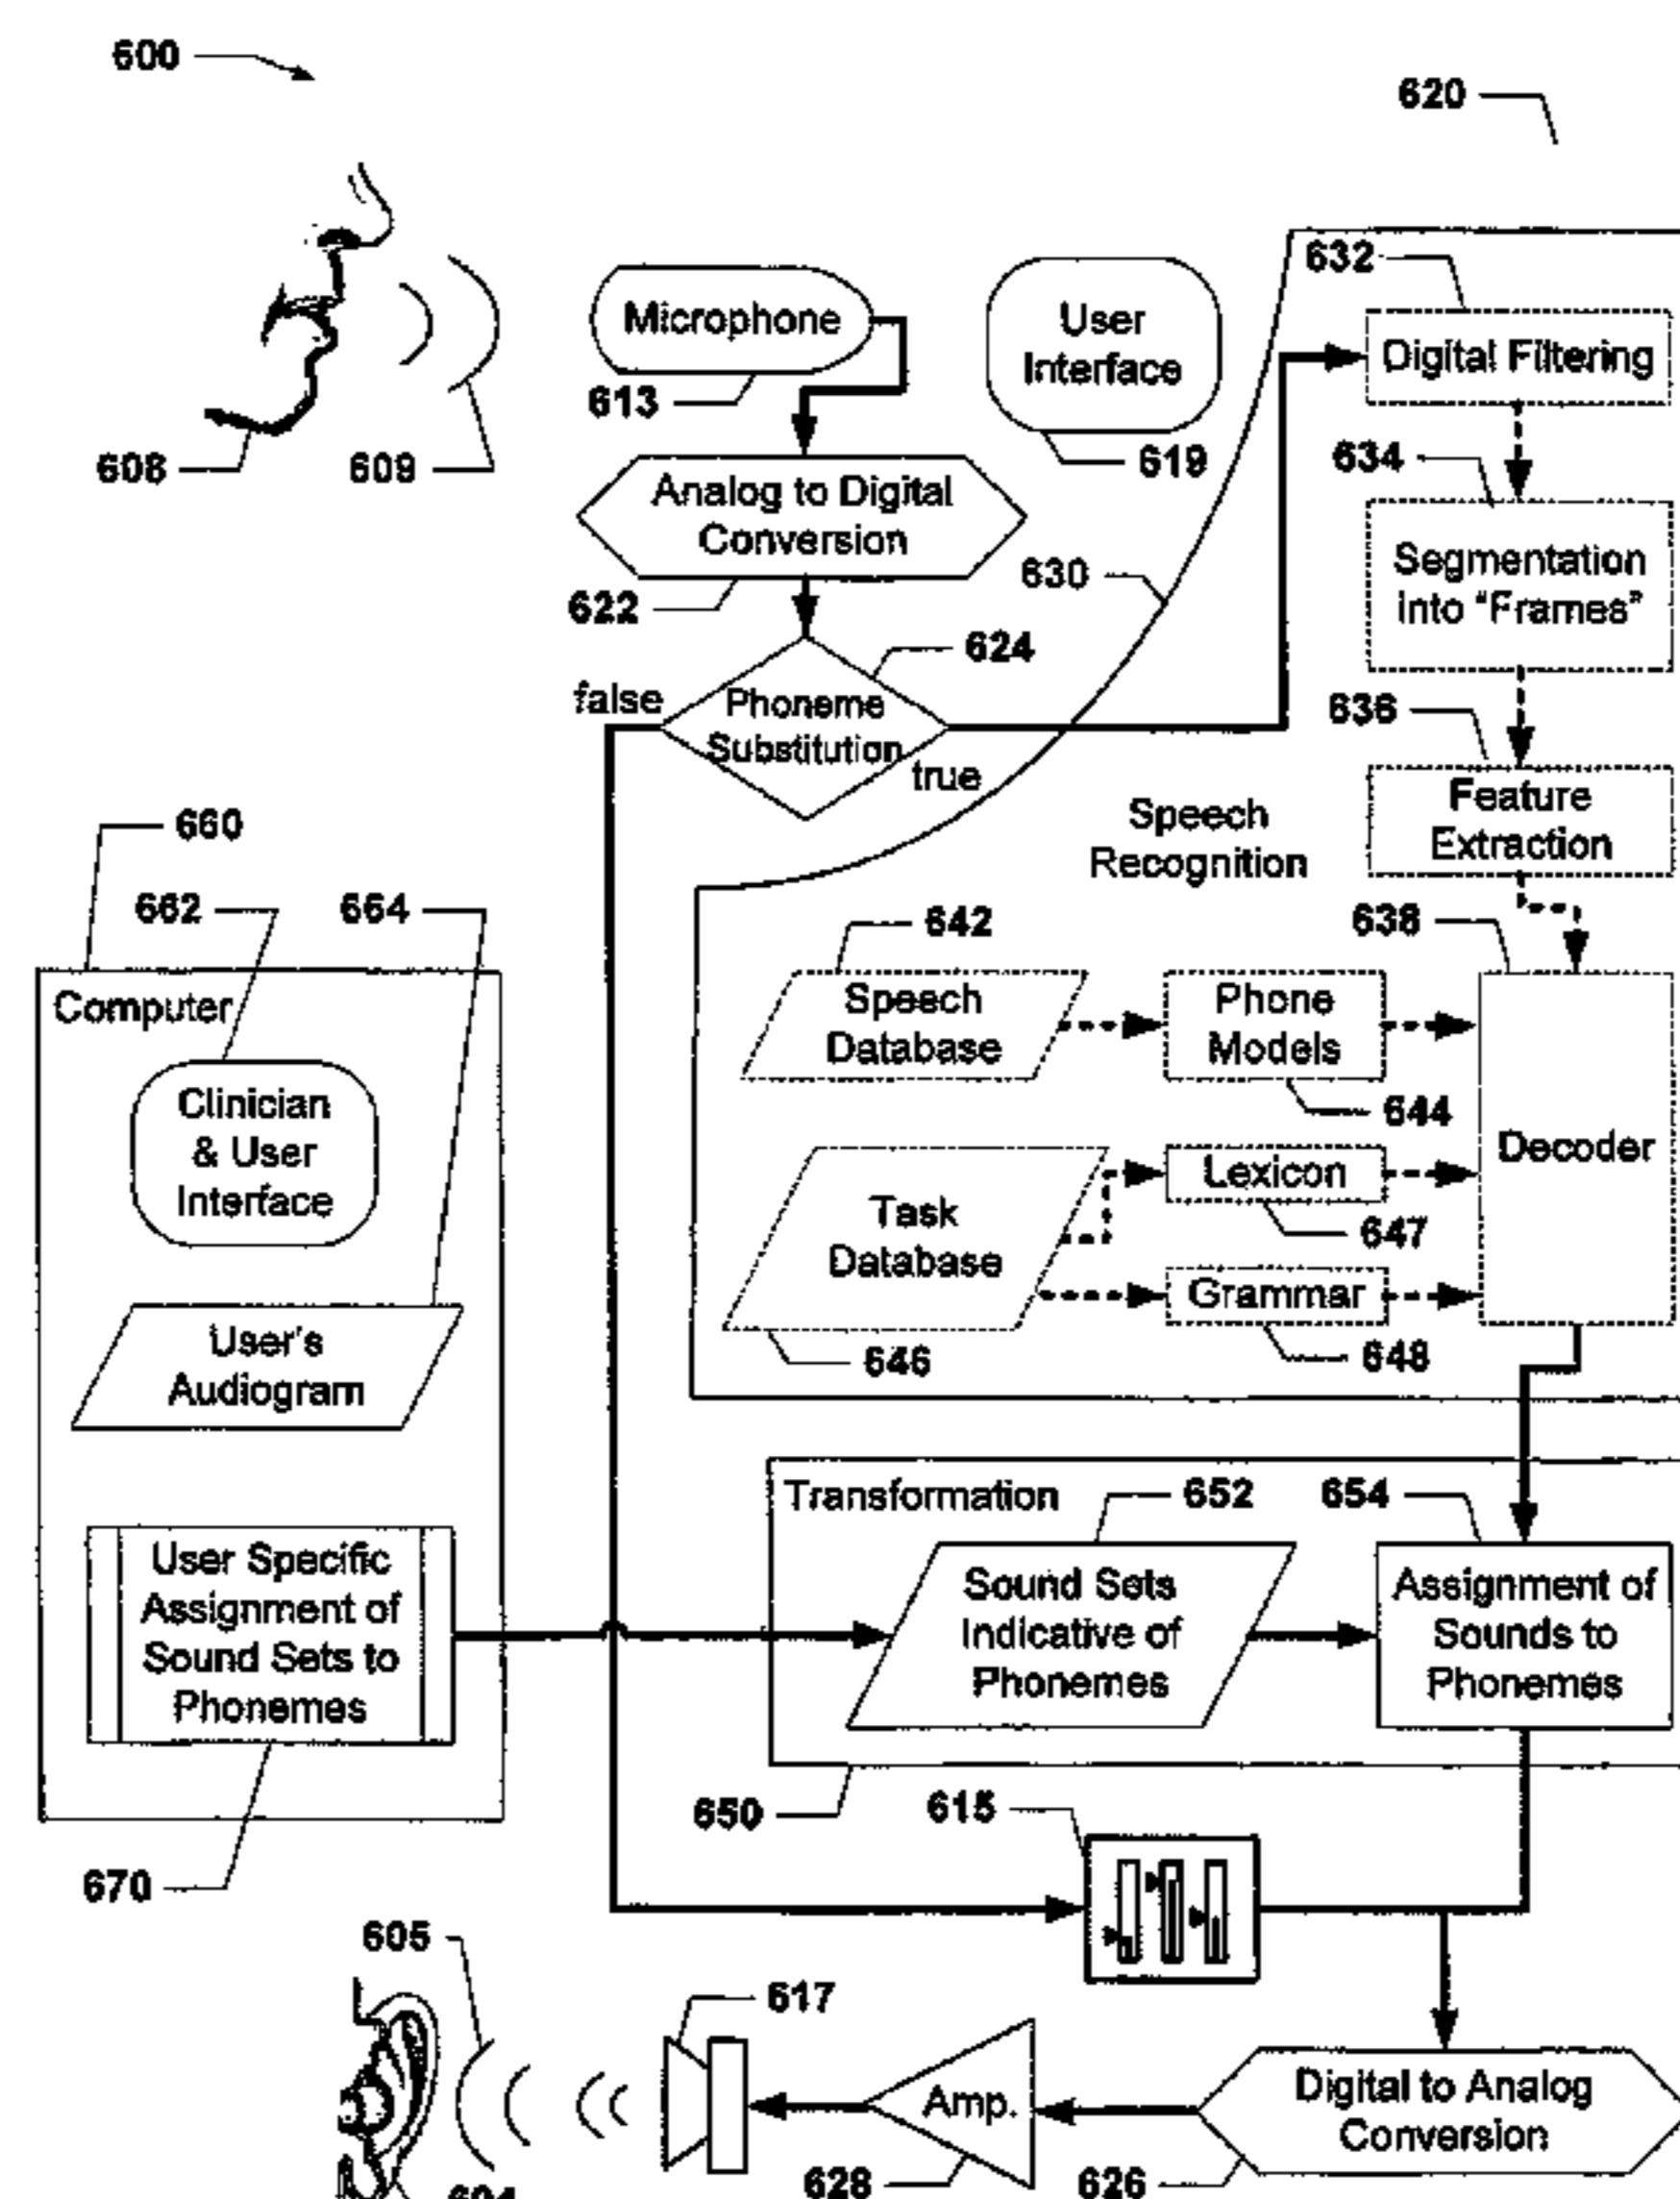 600
620
632
Microphone
User
Interface
Digital Filtering
613
608
609
619
634
Analog to Digital
Conversion
Segmentation
into “Frames”
622
630
624
false
Phoneme
Substitution
true
636
Feature
Extraction
Speech
Recognition
660
662
664
642
638
Computer
Speech
Database
Phone
Models
Clinician
& User
Interface
644
Decoder
Task
Database
Lexicon
647
Grammar
646
648
User's
Audiogram
Transformation
652
654
User Specific
Assignment of
Sound Sets to
Phonemes
Sound Sets
Indicative of
Phonemes
Assignment of
Sounds to
Phonemes
650
615
670
605
617
Amp.
Digital to Analog
Conversion
628
626
604